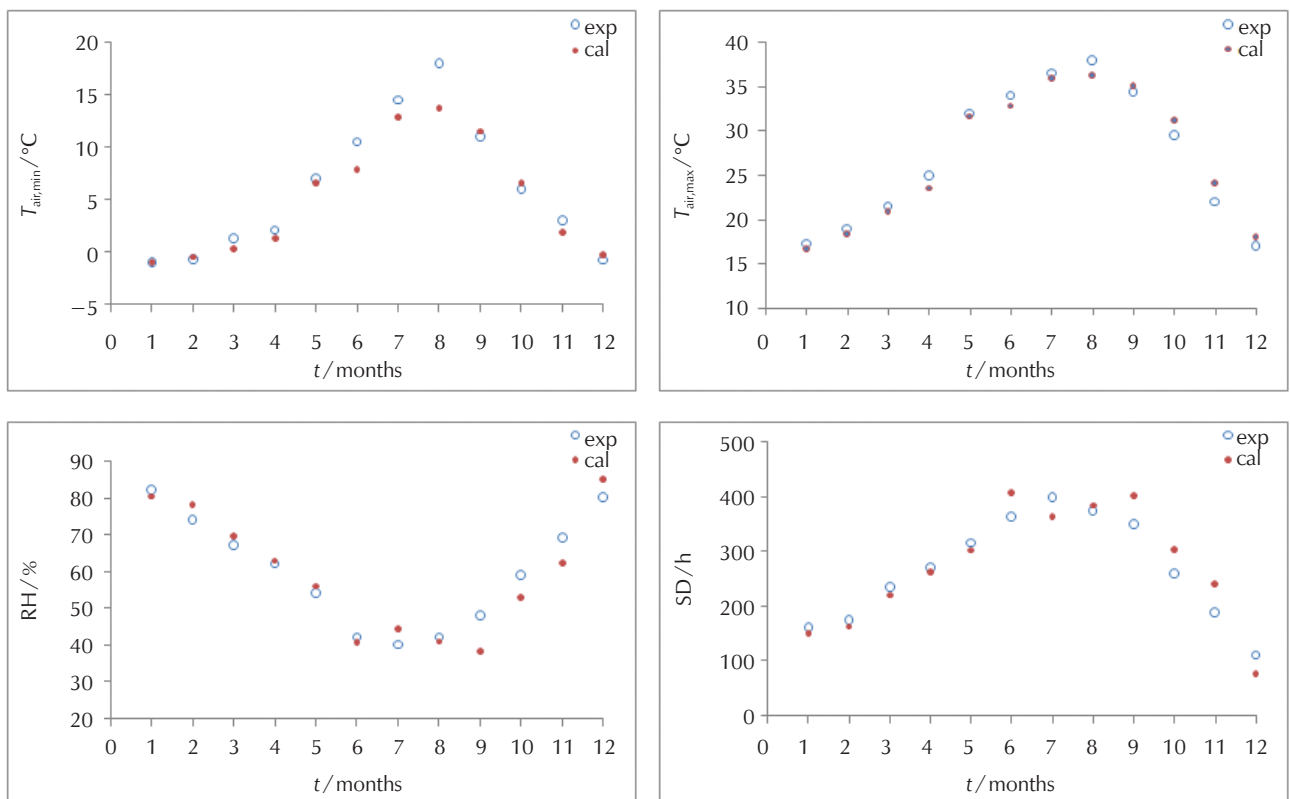 exp
cal
20
15
10
5
0
−5
T air,min / °C
0 1 2 3 4 5 6 7 8 9 10 11 12
t / months
exp
cal
40
35
30
25
20
15
10
T air,max / °C
0 1 2 3 4 5 6 7 8 9 10 11 12
t / months
exp
cal
90
80
70
60
50
40
30
20
RH / %
0 1 2 3 4 5 6 7 8 9 10 11 12
t / months
exp
cal
500
400
300
200
100
0
SD / h
0 1 2 3 4 5 6 7 8 9 10 11 12
t / months